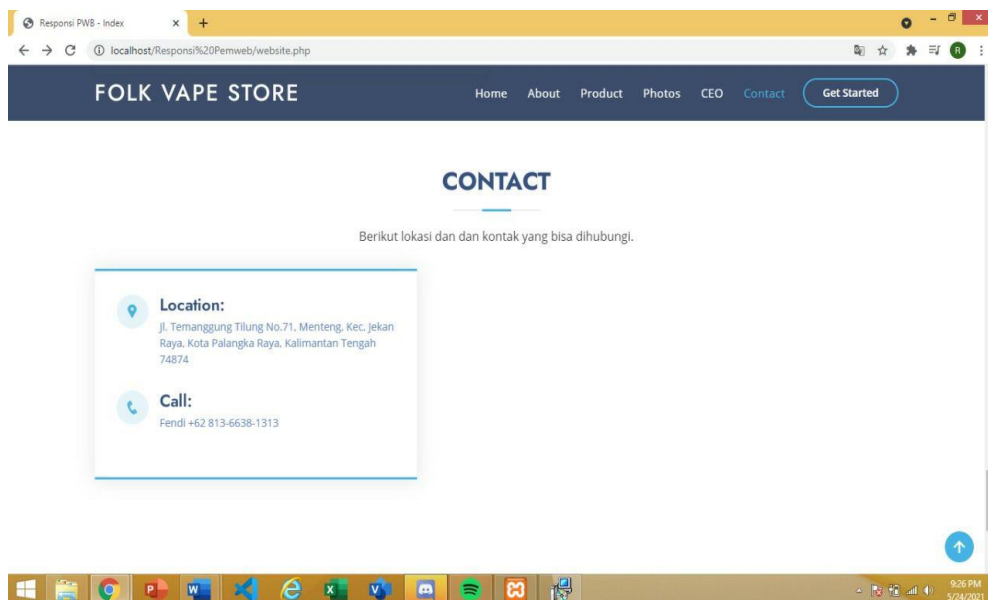 Responsi PWB - Index
localhost/Responsi%20Pemweb/website.php
R
FOLK VAPE STORE
Home About Product Photos CEO Contact Get Started
CONTACT
Berikut lokasi dan dan kontak yang bisa dihubungi.
Location:
Jl. Temanggung Tilung No.71, Menteng. Kec. Jekan
Raya, Kota Palangka Raya, Kalimantan Tengah
74874
Call:
Fendi +62 813-6638-1313
9:26 PM
5/24/2021